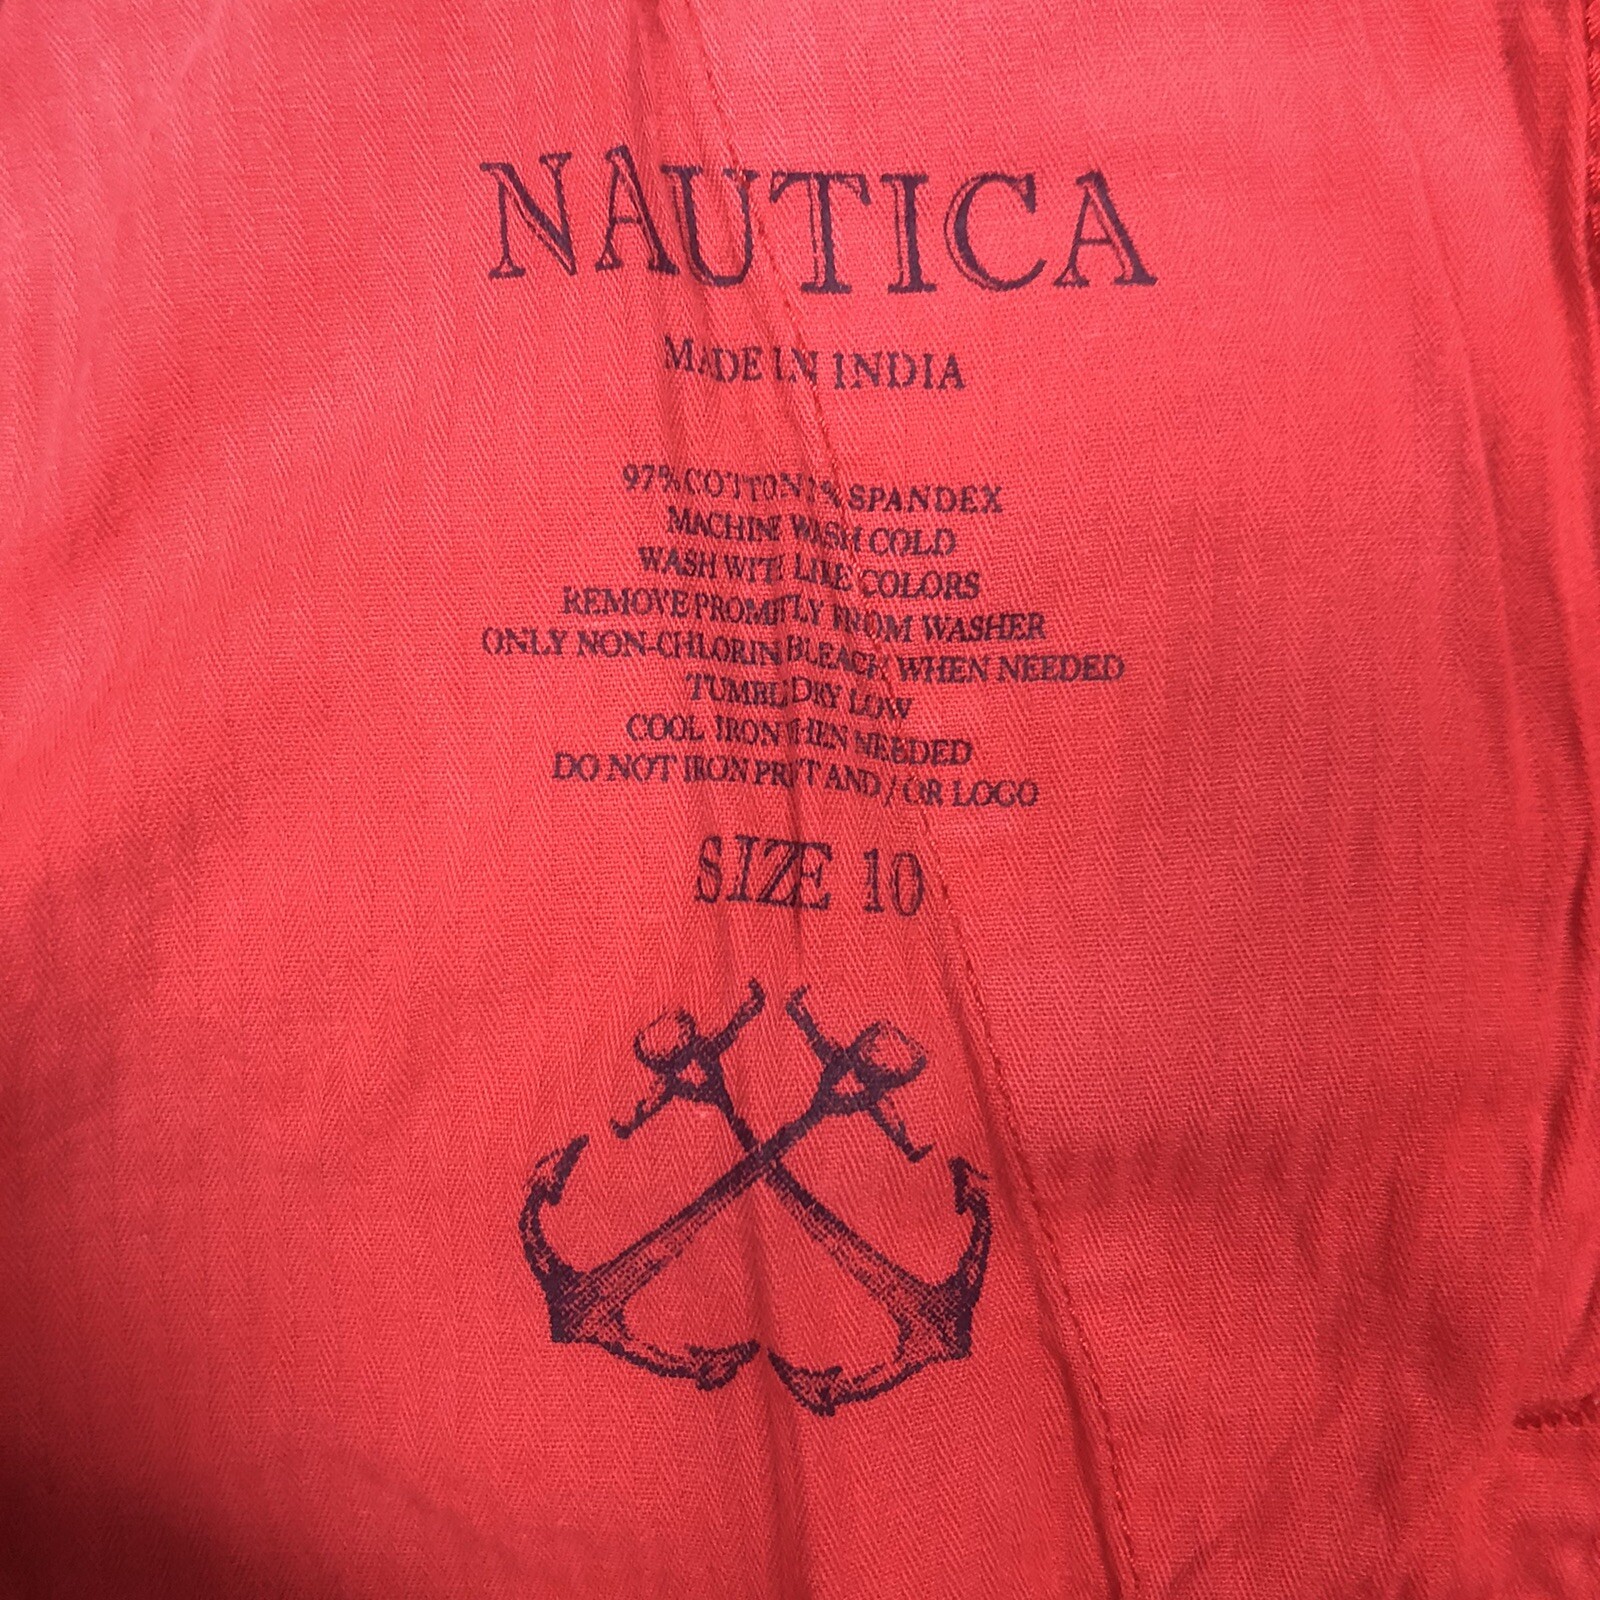 NAUTICA
MADE IN INDIA
97% COTTON 3% SPANDEX
MACHINE WASH COLD
WASH WITH LIKE COLORS
REMOVE PROMPTLY FROM WASHER
ONLY NON-CHLORIN BLEACH WHEN NEEDED
TUMBLE DRY LOW
COOL IRON WHEN NEEDED
DO NOT IRON PRINT AND / OR LOGO
SIZE 10